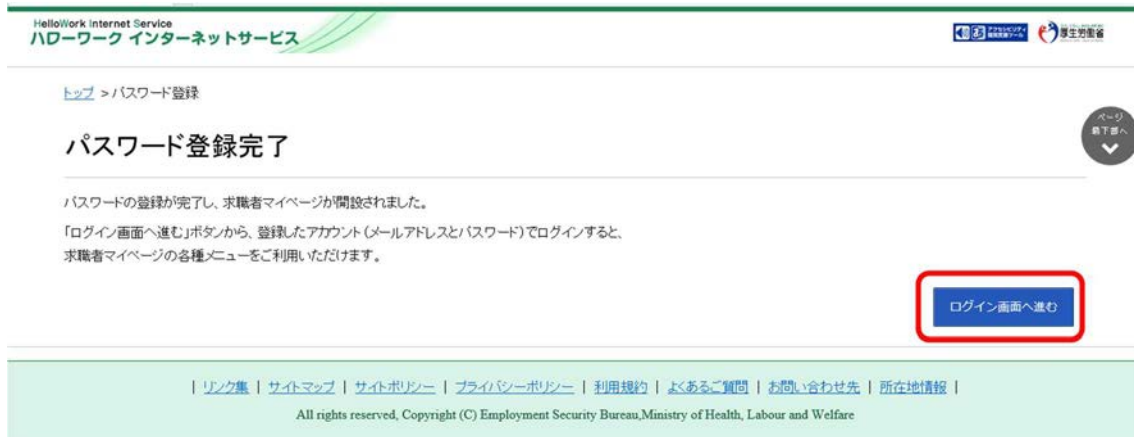 HelloWork Internet Service
ハローワーク インターネットサービス
厚生労働省
トップ > パスワード登録
ページ
最下部へ
パスワード登録完了
パスワードの登録が完了し、求職者マイページが開設されました。
「ログイン画面へ進む」ボタンから、登録したアカウント(メールアドレスとパスワード)でログインすると、
求職者マイページの各種メニューをご利用いただけます。
ログイン画面へ進む
| リンク集 | サイトマップ | サイトポリシー | プライバシーポリシー | 利用規約 | よくあるご質問 | お問い合わせ先 | 所在地情報 |
All rights reserved, Copyright (C) Employment Security Bureau,Ministry of Health, Labour and Welfare